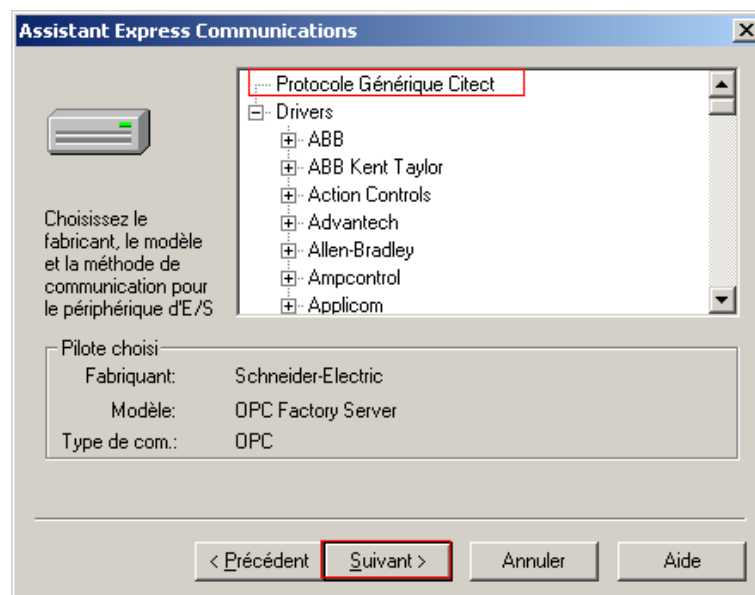 Assistant Express Communications
Protocole Générique Citect
Drivers
ABB
ABB Kent Taylor
Action Controls
Advantech
Allen-Bradley
Ampcontrol
Applicom
Choisissez le
fabricant, le modèle
et la méthode de
communication pour
le périphérique d'E/S
Pilote choisi
Fabriquant: Schneider-Electric
Modèle: OPC Factory Server
Type de com.: OPC
< Précédent
Suivant >
Annuler
Aide